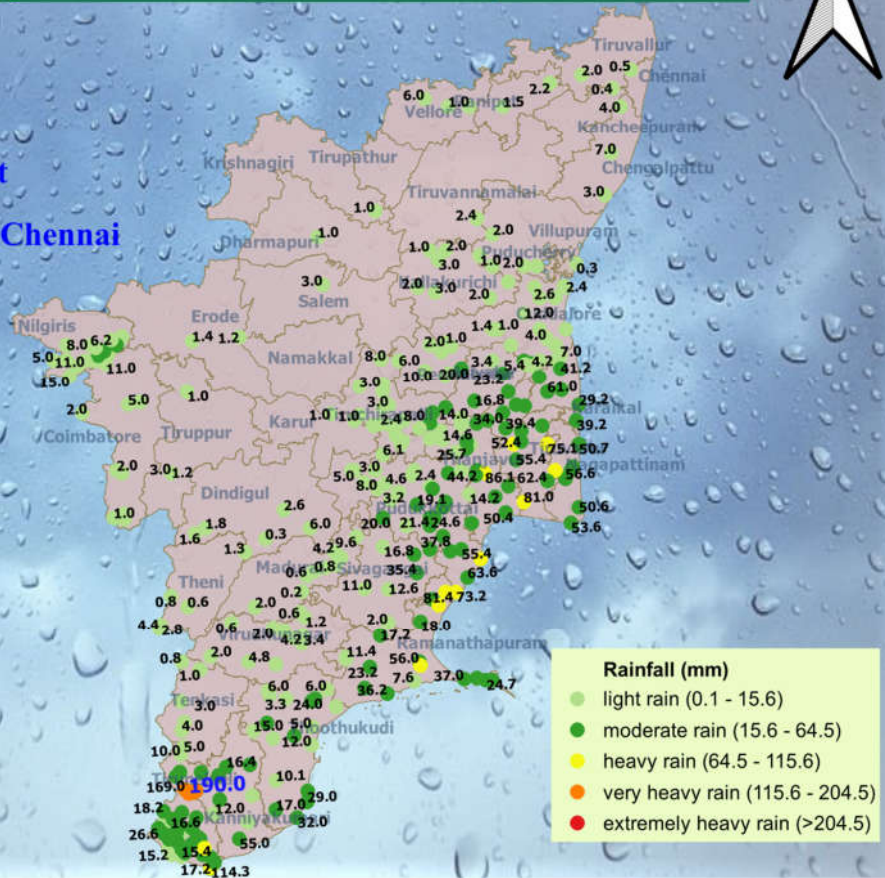 Tiruvallur
2.0 0.5
Chennai
2.2
0.4
6.0 1.0 1.5
4.0
Vellore
Kancheepuram
7.0
Krishnagiri Tirupathur
Chengalpattu
t
Tiruvannamalai
3.0
1.0
2.4
Chennai
1.0
2.0 Villupuram
Dharmapuri
1.0 2.0
Puducherry
3.0 1.0 2.0
0.3
3.0
2.0 Kallakurichi
3.0 2.0
2.6 2.4
Salem
12.0
Nilgiris
Erode
1.4 1.0
8.0 6.2
1.4 1.2
2.0 1.0
4.0
5.0 11.0 11.0
Namakkal 8.0 6.0 3.4 5.4 4.2 7.0
15.0
3.0 10.0 20.0 23.2 41.2
61.0
5.0 1.0
3.0 16.8
29.2
2.0
Karur 1.0 1.0 2.4 8.0 14.0 34.0
Karaikal
Coimbatore Tiruppur
39.4 39.2
14.6 52.4 75.1 50.7
6.1 25.7
55.4
2.0 3.0 1.2
3.0
Nagapattinam
5.0 4.6 2.4 44.2 86.1 62.4 56.6
Dindigul 8.0
1.0
2.6 3.2 19.1 14.2 81.0
Pudukkottai
50.6
1.8
6.0 20.0 21.4 24.6 50.4
53.6
1.6 0.3
1.3 4.2 9.6 16.8 37.8
55.4
Madurai 0.8 Sivagangai 35.4
Theni 0.6
63.6
0.2 11.0 12.6
81.4 73.2
0.8 0.6 2.0
0.6
4.4 2.8 0.6 1.2 2.0 18.0
2.0
Virudhunagar 17.2
4.2 3.4
Ramanathapuram
0.8 2.0 4.8 11.4 56.0
Rainfall (mm)
1.0
23.2 7.6 37.0
24.7
6.0 6.0 36.2
light rain (0.1 - 15.6)
Tenkasi
3.0 3.3 24.0
4.0 15.0 5.0
moderate rain (15.6 - 64.5)
10.0 5.0 12.0
heavy rain (64.5 - 115.6)
16.4
10.1
169.0 190.0
very heavy rain (115.6 - 204.5)
29.0
18.2 12.0 17.0
16.6 Kanniyakumari 32.0
extremely heavy rain (>204.5)
26.6
15.2 15.4 55.0
17.2 114.3